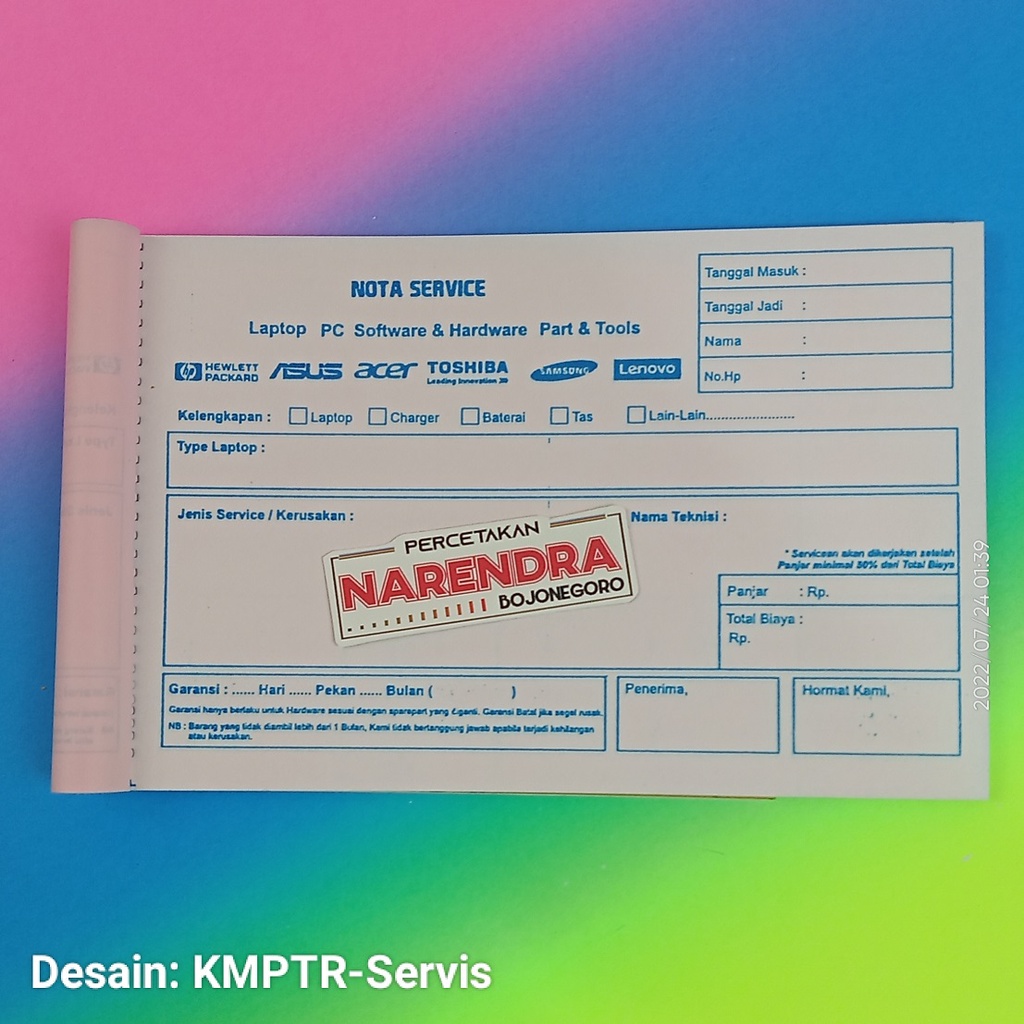 NOTA SERVICE
Laptop PC Software & Hardware Part & Tools
hp HEWLETT PACKARD ASUS acer TOSHIBA Leading Innovation >>> SAMSUNG Lenovo
Tanggal Masuk :
Tanggal Jadi :
Nama :
No.Hp :
Kelengkapan : Laptop Charger Baterai Tas Lain-Lain......................
Type Laptop :
Jenis Service / Kerusakan :
Nama Teknisi :
PERCETAKAN
NARENDRA
BOJONEGORO
* Servicean akan dikerjakan setelah
Panjar minimal 50% dari Total Biaya
Panjar : Rp.
Total Biaya :
Rp.
Garansi : ...... Hari ...... Pekan ...... Bulan ( )
Garansi hanya berlaku untuk Hardware sesuai dengan sparepart yang diganti. Garansi Batal jika segel rusak.
NB : Barang yang tidak diambil lebih dari 1 Bulan, Kami tidak bertanggung jawab apabila terjadi kehilangan
atau kerusakan.
Penerima,
Hormat Kami,
2022/07/24 01:39
Desain: KMPTR-Servis